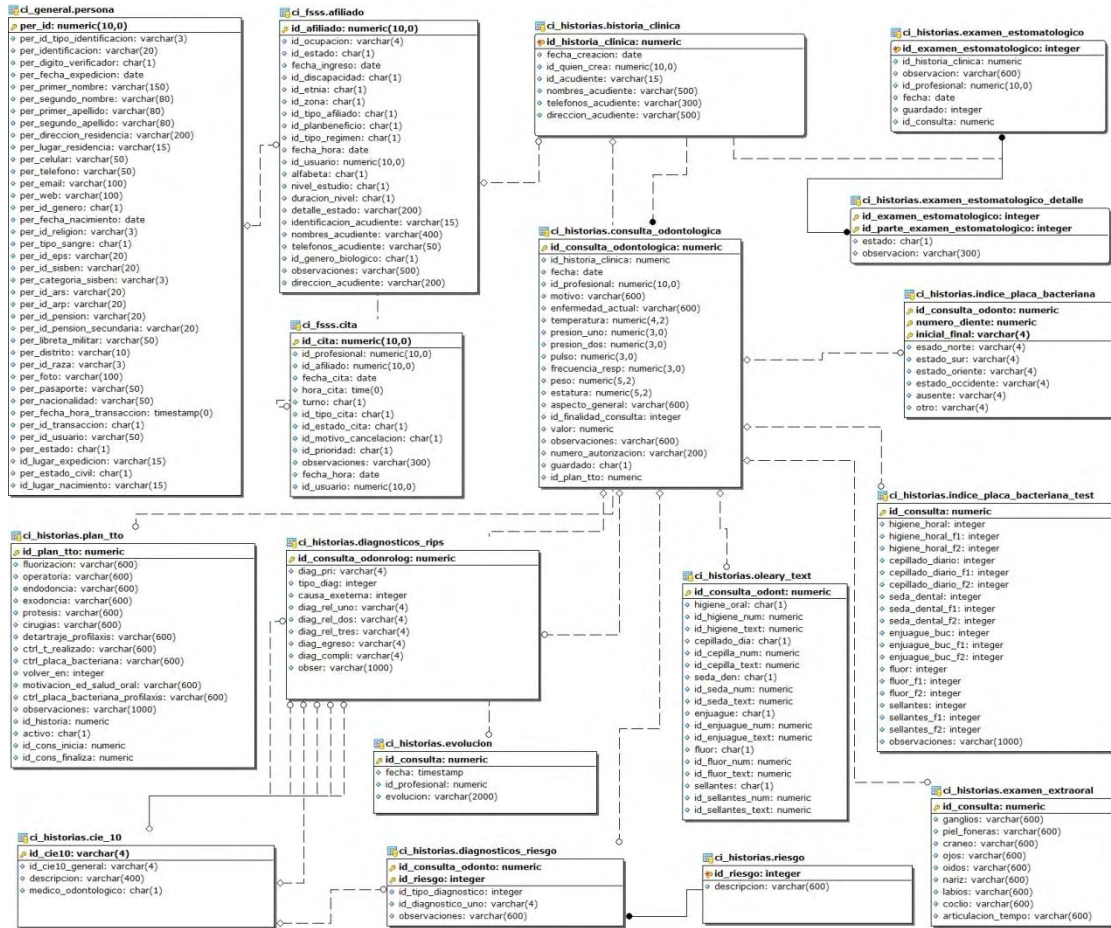 ci_general.persona
per_id: numeric(10,0)
per_id_tipo_identificacion: varchar(3)
per_identificacion: varchar(20)
per_digito_verificador: char(1)
per_fecha_expedicion: date
per_primer_nombre: varchar(150)
per_segundo_nombre: varchar(80)
per_primer_apellido: varchar(80)
per_segundo_apellido: varchar(80)
per_direccion_residencia: varchar(200)
per_lugar_residencia: varchar(15)
per_celular: varchar(50)
per_telefono: varchar(50)
per_email: varchar(100)
per_web: varchar(100)
per_id_genero: char(1)
per_fecha_nacimiento: date
per_id_religion: varchar(3)
per_tipo_sangre: char(1)
per_id_eps: varchar(20)
per_id_sisben: varchar(20)
per_categoria_sisben: varchar(3)
per_id_ars: varchar(20)
per_id_arp: varchar(20)
per_id_pension: varchar(20)
per_id_pension_secundaria: varchar(20)
per_libreta_militar: varchar(50)
per_distrito: varchar(10)
per_id_raza: varchar(3)
per_foto: varchar(100)
per_pasaporte: varchar(50)
per_nacionalidad: varchar(50)
per_fecha_hora_transaccion: timestamp(0)
per_id_transaccion: char(1)
per_id_usuario: varchar(50)
per_estado: char(1)
id_lugar_expedicion: varchar(15)
per_estado_civil: char(1)
id_lugar_nacimiento: varchar(15)
ci_fsss.afiliado
id_afiliado: numeric(10,0)
id_ocupacion: varchar(4)
id_estado: char(1)
fecha_ingreso: date
id_discapacidad: char(1)
id_etnia: char(1)
id_zona: char(1)
id_tipo_afiliado: char(1)
id_planbeneficio: char(1)
id_tipo_regimen: char(1)
fecha_hora: date
id_usuario: numeric(10,0)
alfabeta: char(1)
nivel_estudio: char(1)
duracion_nivel: char(1)
detalle_estado: varchar(200)
identificacion_acudiente: varchar(15)
nombres_acudiente: varchar(400)
telefonos_acudiente: varchar(50)
id_genero_biologico: char(1)
observaciones: varchar(500)
direccion_acudiente: varchar(200)
ci_fsss.cita
id_cita: numeric(10,0)
id_profesional: numeric(10,0)
id_afiliado: numeric(10,0)
fecha_cita: date
hora_cita: time(0)
turno: char(1)
id_tipo_cita: char(1)
id_estado_cita: char(1)
id_motivo_cancelacion: char(1)
id_prioridad: char(1)
observaciones: varchar(300)
fecha_hora: date
id_usuario: numeric(10,0)
ci_historias.historia_clinica
id_historia_clinica: numeric
fecha_creacion: date
id_quien_crea: numeric(10,0)
id_acudiente: varchar(15)
nombres_acudiente: varchar(500)
telefonos_acudiente: varchar(300)
direccion_acudiente: varchar(500)
ci_historias.examen_estomatologico
id_examen_estomatologico: integer
id_historia_clinica: numeric
observacion: varchar(600)
id_profesional: numeric(10,0)
fecha: date
guardado: integer
id_consulta: numeric
ci_historias.examen_estomatologico_detalle
id_examen_estomatologico: integer
id_parte_examen_estomatologico: integer
estado: char(1)
observacion: varchar(300)
ci_historias.consulta_odontologica
id_consulta_odontologica: numeric
id_historia_clinica: numeric
fecha: date
id_profesional: numeric(10,0)
motivo: varchar(600)
enfermedad_actual: varchar(600)
temperatura: numeric(4,2)
presion_uno: numeric(3,0)
presion_dos: numeric(3,0)
pulso: numeric(3,0)
frecuencia_resp: numeric(3,0)
peso: numeric(5,2)
estatura: numeric(5,2)
aspecto_general: varchar(600)
id_finalidad_consulta: integer
valor: numeric
observaciones: varchar(600)
numero_autorizacion: varchar(200)
guardado: char(1)
id_plan_tto: numeric
ci_historias.indice_placa_bacteriana
id_consulta_odonto: numeric
numero_diente: numeric
inicial_final: varchar(4)
esado_norte: varchar(4)
estado_sur: varchar(4)
estado_oriente: varchar(4)
estado_occidente: varchar(4)
ausente: varchar(4)
otro: varchar(4)
ci_historias.indice_placa_bacteriana_test
id_consulta: numeric
higiene_horal: integer
higiene_horal_f1: integer
higiene_horal_f2: integer
cepillado_diario: integer
cepillado_diario_f1: integer
cepillado_diario_f2: integer
seda_dental: integer
seda_dental_f1: integer
seda_dental_f2: integer
enjuague_buc: integer
enjuague_buc_f1: integer
enjuague_buc_f2: integer
fluor: integer
fluor_f1: integer
fluor_f2: integer
sellantes: integer
sellantes_f1: integer
sellantes_f2: integer
observaciones: varchar(1000)
ci_historias.plan_tto
id_plan_tto: numeric
fluorizacion: varchar(600)
operatoria: varchar(600)
endodoncia: varchar(600)
exodoncia: varchar(600)
protesis: varchar(600)
cirugias: varchar(600)
detartraje_profilaxis: varchar(600)
ctrl_t_realizado: varchar(600)
ctrl_placa_bacteriana: varchar(600)
volver_en: integer
motivacion_ed_salud_oral: varchar(600)
ctrl_placa_bacteriana_profilaxis: varchar(600)
observaciones: varchar(1000)
id_historia: numeric
activo: char(1)
id_cons_inicia: numeric
id_cons_finaliza: numeric
ci_historias.diagnosticos_rips
id_consulta_odonrolog: numeric
diag_pri: varchar(4)
tipo_diag: integer
causa_exeterna: integer
diag_rel_uno: varchar(4)
diag_rel_dos: varchar(4)
diag_rel_tres: varchar(4)
diag_egreso: varchar(4)
diag_compli: varchar(4)
obser: varchar(1000)
ci_historias.oleary_text
id_consulta_odont: numeric
higiene_oral: char(1)
id_higiene_num: numeric
id_higiene_text: numeric
cepillado_dia: char(1)
id_cepilla_num: numeric
id_cepilla_text: numeric
seda_den: char(1)
id_seda_num: numeric
id_seda_text: numeric
enjuague: char(1)
id_enjuague_num: numeric
id_enjuague_text: numeric
fluor: char(1)
id_fluor_num: numeric
id_fluor_text: numeric
sellantes: char(1)
id_sellantes_num: numeric
id_sellantes_text: numeric
ci_historias.evolucion
id_consulta: numeric
fecha: timestamp
id_profesional: numeric
evolucion: varchar(2000)
ci_historias.examen_extraoral
id_consulta: numeric
ganglios: varchar(600)
piel_foneras: varchar(600)
craneo: varchar(600)
ojos: varchar(600)
oidos: varchar(600)
nariz: varchar(600)
labios: varchar(600)
coclio: varchar(600)
articulacion_tempo: varchar(600)
ci_historias.cie_10
id_cie10: varchar(4)
id_cie10_general: varchar(4)
descripcion: varchar(400)
medico_odontologico: char(1)
ci_historias.diagnosticos_riesgo
id_consulta_odonto: numeric
id_riesgo: integer
id_tipo_diagnostico: integer
id_diagnostico_uno: varchar(4)
observaciones: varchar(600)
ci_historias.riesgo
id_riesgo: integer
descripcion: varchar(600)